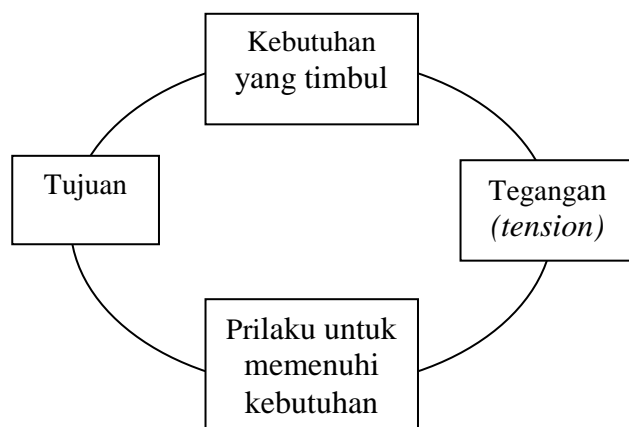 Kebutuhan
yang timbul
Tujuan
Tegangan
(tension)
Prilaku untuk
memenuhi
kebutuhan